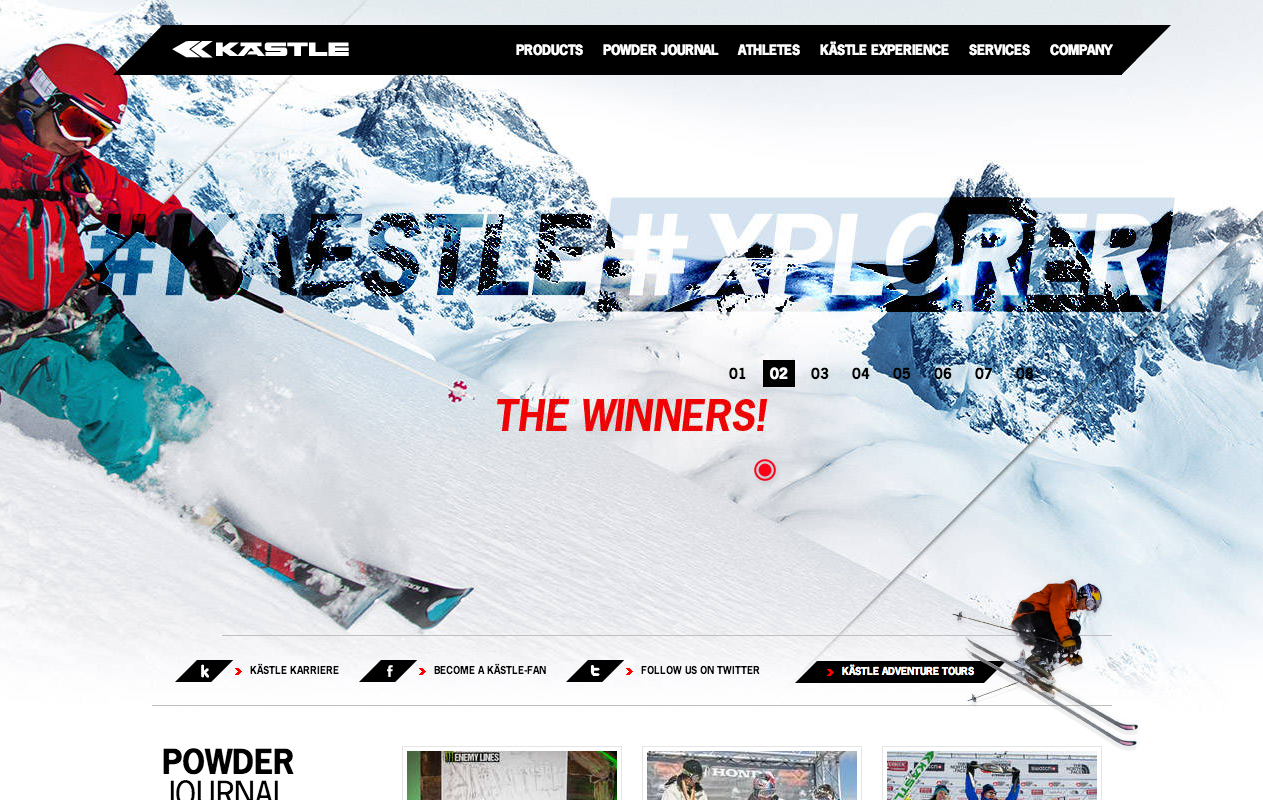 KÄSTLE
PRODUCTS POWDER JOURNAL ATHLETES KÄSTLE EXPERIENCE SERVICES COMPANY
#KAESTLE #XPLORER
01 02 03 04 05 06 07 08
THE WINNERS!
k KÄSTLE KARRIERE f BECOME A KÄSTLE-FAN t FOLLOW US ON TWITTER KÄSTLE ADVENTURE TOURS
POWDER
JOURNAL
ENEMY LINES
HONDA
swatch